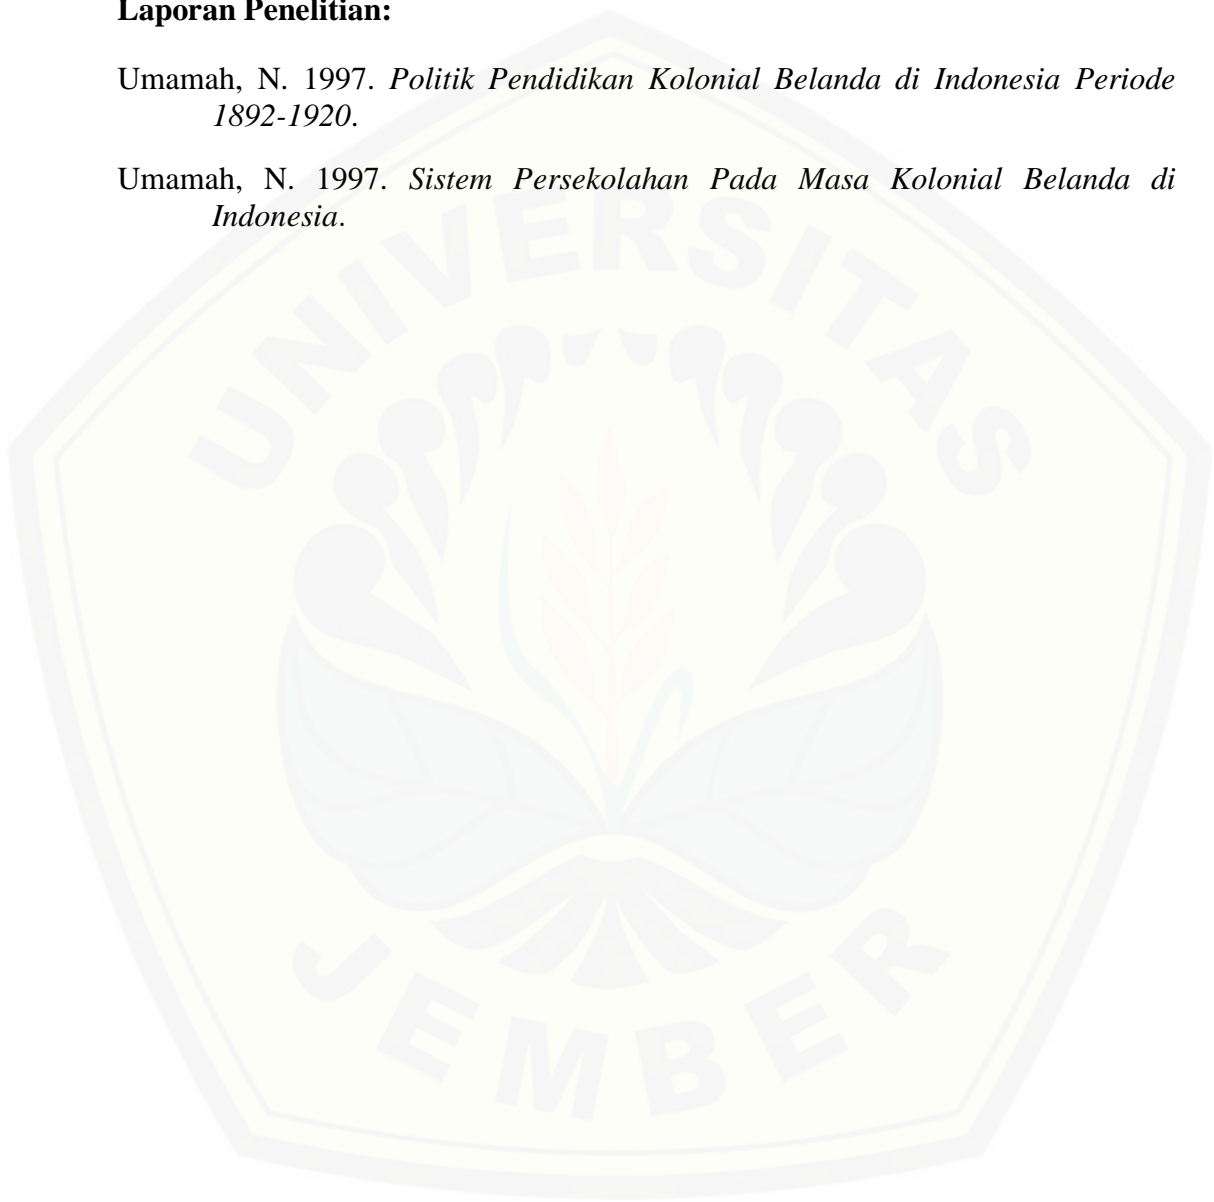 Laporan Penelitian:
Umamah, N. 1997. Politik Pendidikan Kolonial Belanda di Indonesia Periode
1892-1920.
Umamah, N. 1997. Sistem Persekolahan Pada Masa Kolonial Belanda di
Indonesia.
UNIVERSITAS
JEMBER